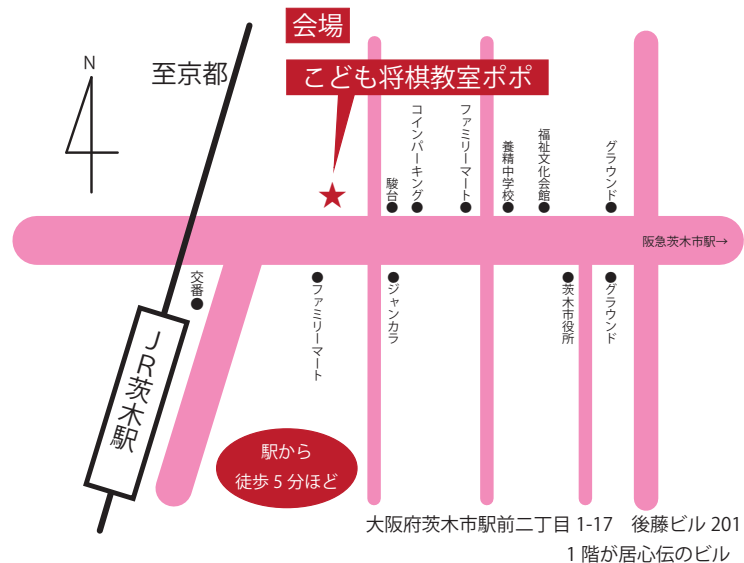 会場
こども将棋教室ポポ
N
至京都
駿台
コインパーキング
ファミリーマート
養精中学校
福祉文化会館
グラウンド
阪急茨木市駅→
交番
ファミリーマート
ジャンカラ
茨木市役所
グラウンド
JR茨木駅
駅から
徒歩5分ほど
大阪府茨木市駅前二丁目1-17　後藤ビル201
1階が居心伝のビル